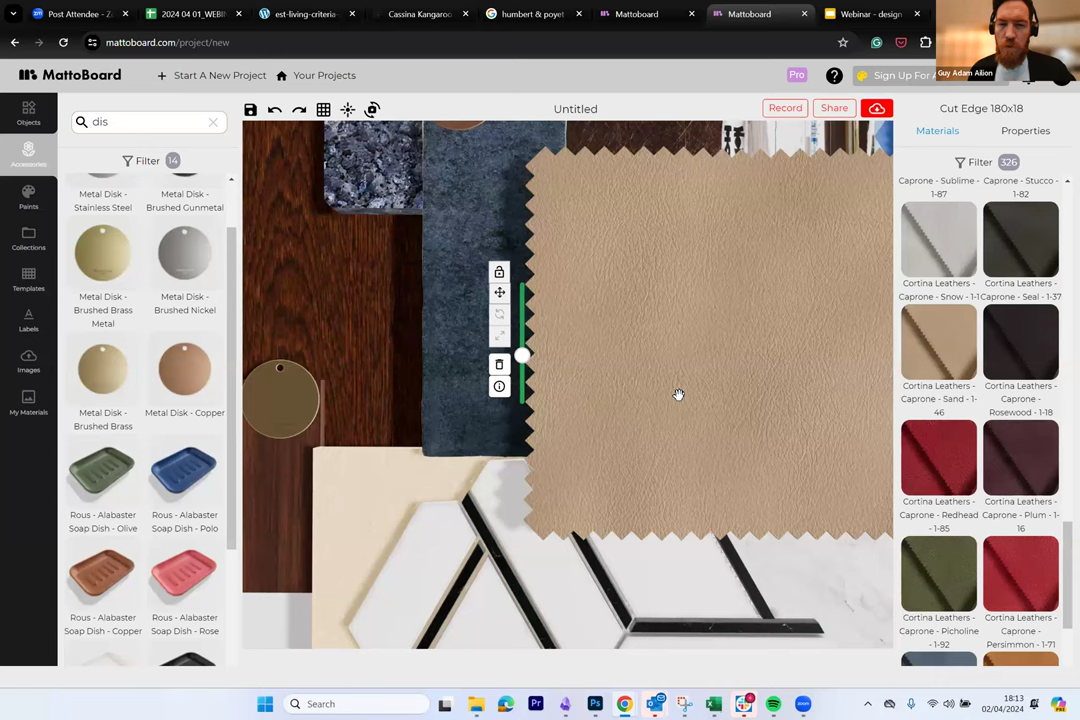 Post Attendee - Z
2024 04 01_WEBIN
est-living-criteria-
Cassina Kangaroo
humbert & poyet
Mattoboard
Mattoboard
Webinar - design
mattoboard.com/project/new
Guy Adam Ailion
MattoBoard
Start A New Project
Your Projects
Pro
Sign Up For A
Objects
Accessories
Paints
Collections
Templates
Labels
Images
My Materials
dis
Filter 14
Metal Disk -
Stainless Steel
Metal Disk -
Brushed Gunmetal
Metal Disk -
Brushed Brass
Metal
Metal Disk -
Brushed Nickel
Metal Disk -
Brushed Brass
Metal Disk - Copper
Rous - Alabaster
Soap Dish - Olive
Rous - Alabaster
Soap Dish - Polo
Rous - Alabaster
Soap Dish - Copper
Rous - Alabaster
Soap Dish - Rose
Untitled
Record
Share
Cut Edge 180x18
Materials
Properties
Filter 326
Caprone - Sublime -
1-87
Caprone - Stucco -
1-82
Cortina Leathers -
Caprone - Snow - 1-1
Cortina Leathers -
Caprone - Seal - 1-37
Cortina Leathers -
Caprone - Sand - 1-
46
Cortina Leathers -
Caprone -
Rosewood - 1-18
Cortina Leathers -
Caprone - Redhead
- 1-85
Cortina Leathers -
Caprone - Plum - 1-
16
Cortina Leathers -
Caprone - Picholine
- 1-92
Cortina Leathers -
Caprone -
Persimmon - 1-71
Search
18:13
02/04/2024